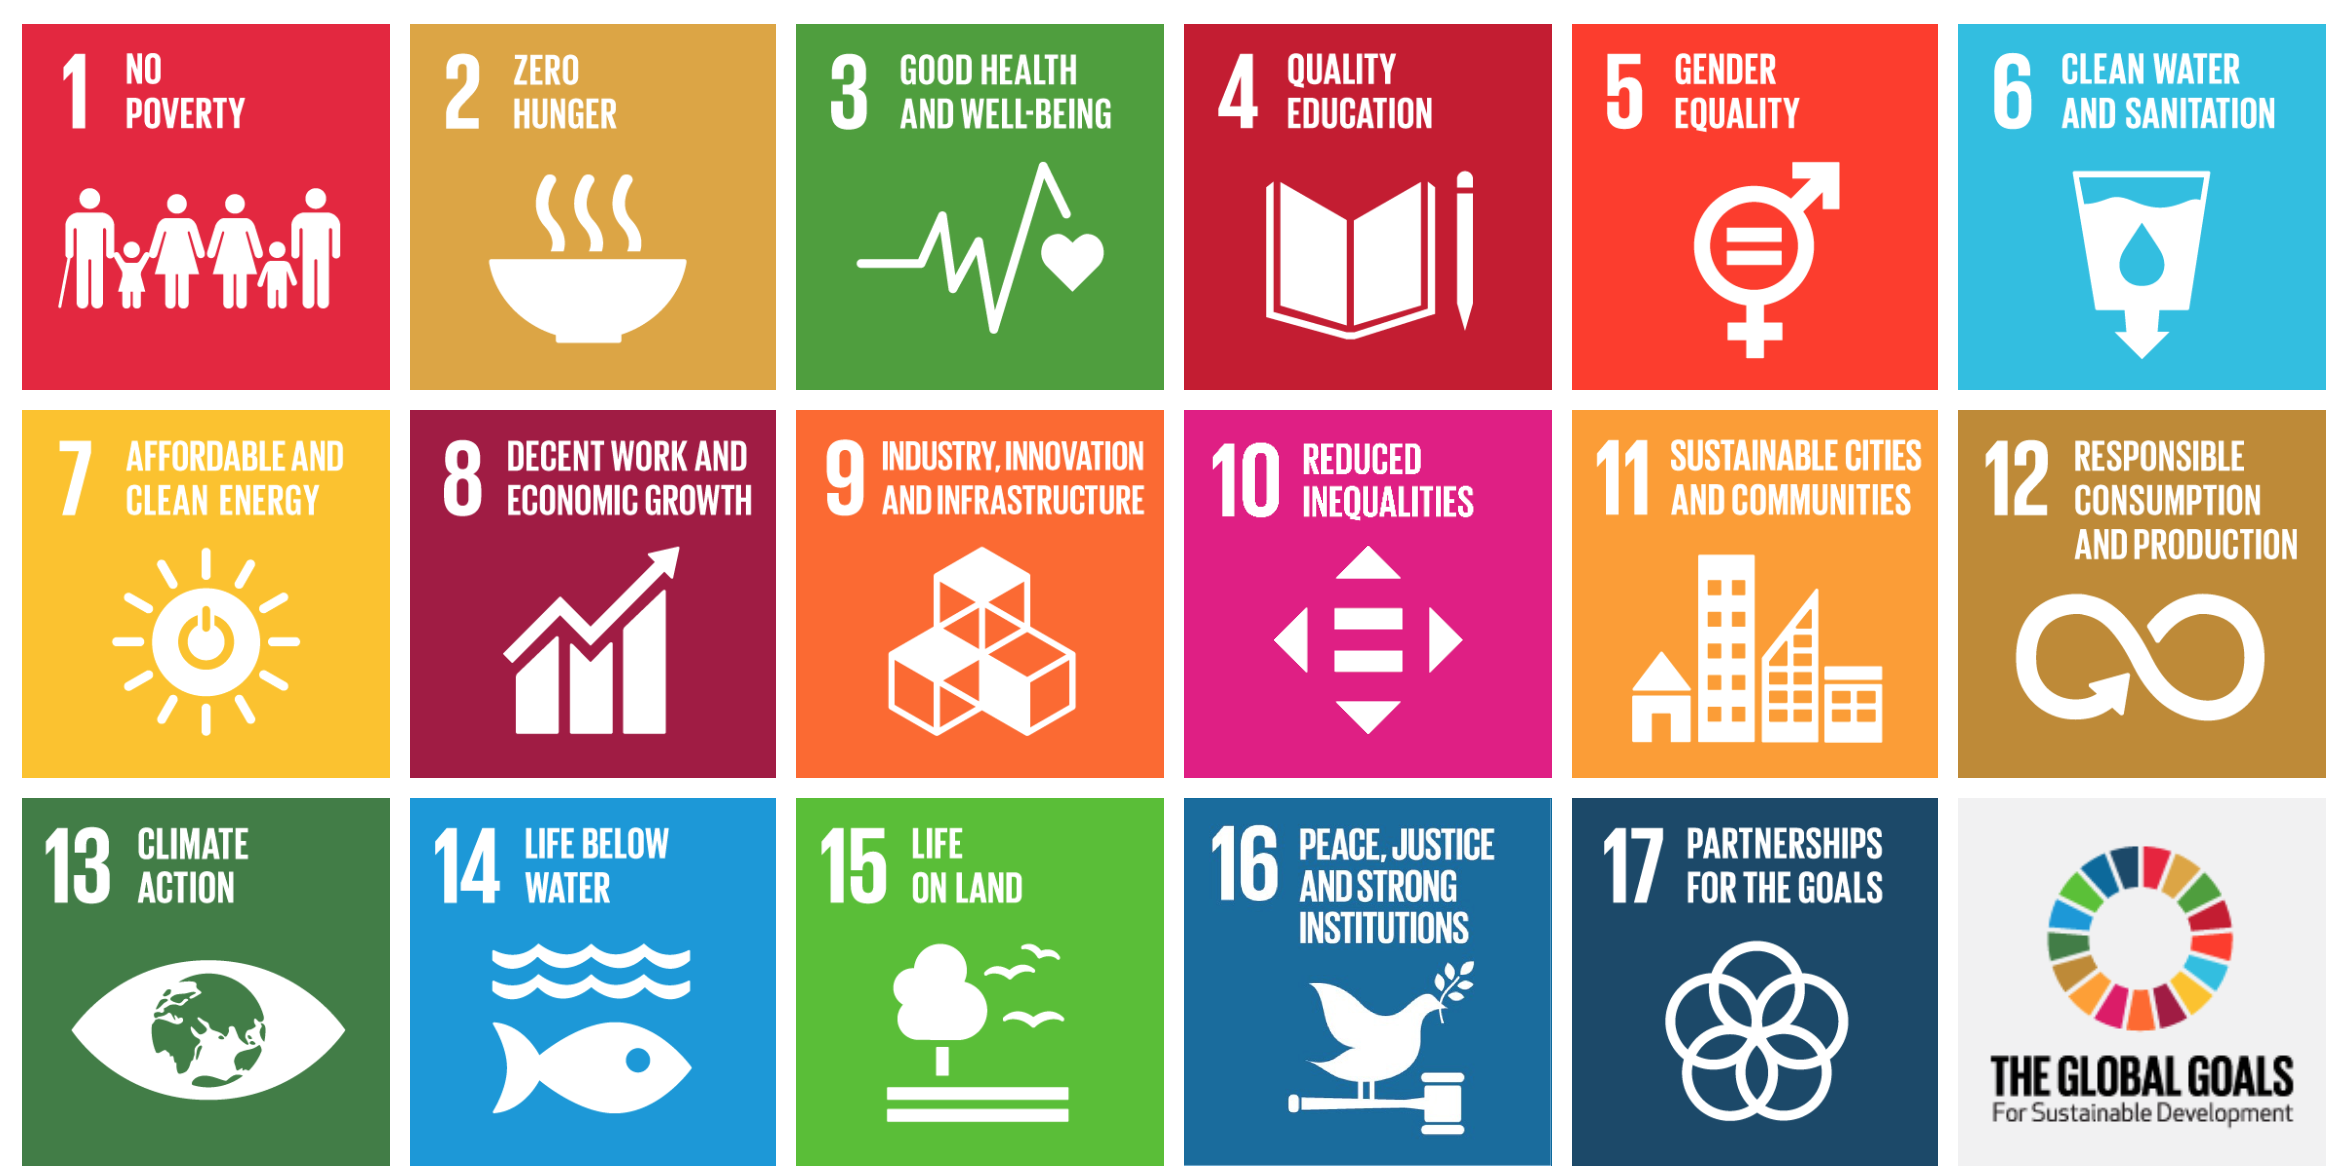 1 NO
POVERTY
2 ZERO
HUNGER
3 GOOD HEALTH
AND WELL-BEING
4 QUALITY
EDUCATION
5 GENDER
EQUALITY
6 CLEAN WATER
AND SANITATION
7 AFFORDABLE AND
CLEAN ENERGY
8 DECENT WORK AND
ECONOMIC GROWTH
9 INDUSTRY, INNOVATION
AND INFRASTRUCTURE
10 REDUCED
INEQUALITIES
11 SUSTAINABLE CITIES
AND COMMUNITIES
12 RESPONSIBLE
CONSUMPTION
AND PRODUCTION
13 CLIMATE
ACTION
14 LIFE BELOW
WATER
15 LIFE
ON LAND
16 PEACE, JUSTICE
AND STRONG
INSTITUTIONS
17 PARTNERSHIPS
FOR THE GOALS
THE GLOBAL GOALS
For Sustainable Development